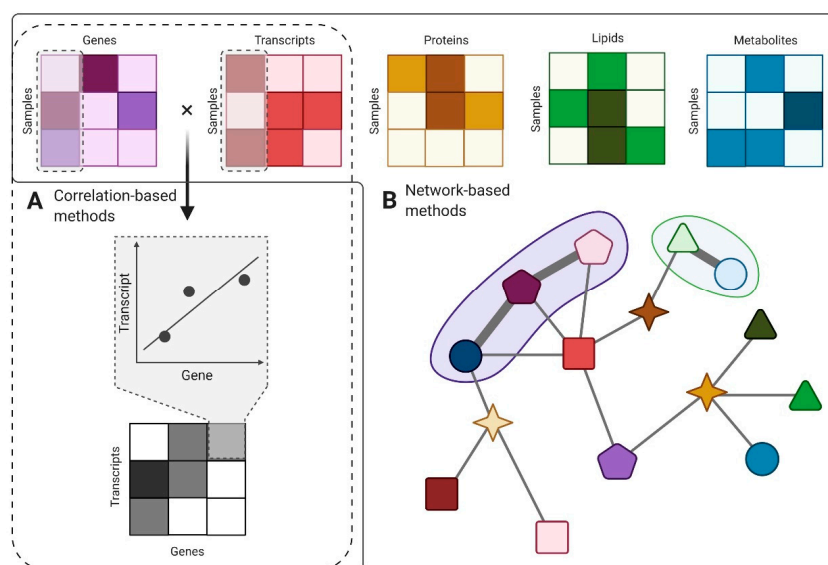 Genes
Transcripts
Proteins
Lipids
Metabolites
Samples
×
Samples
Samples
Samples
Samples
A Correlation-based
methods
B Network-based
methods
Transcript
Gene
Transcripts
Genes